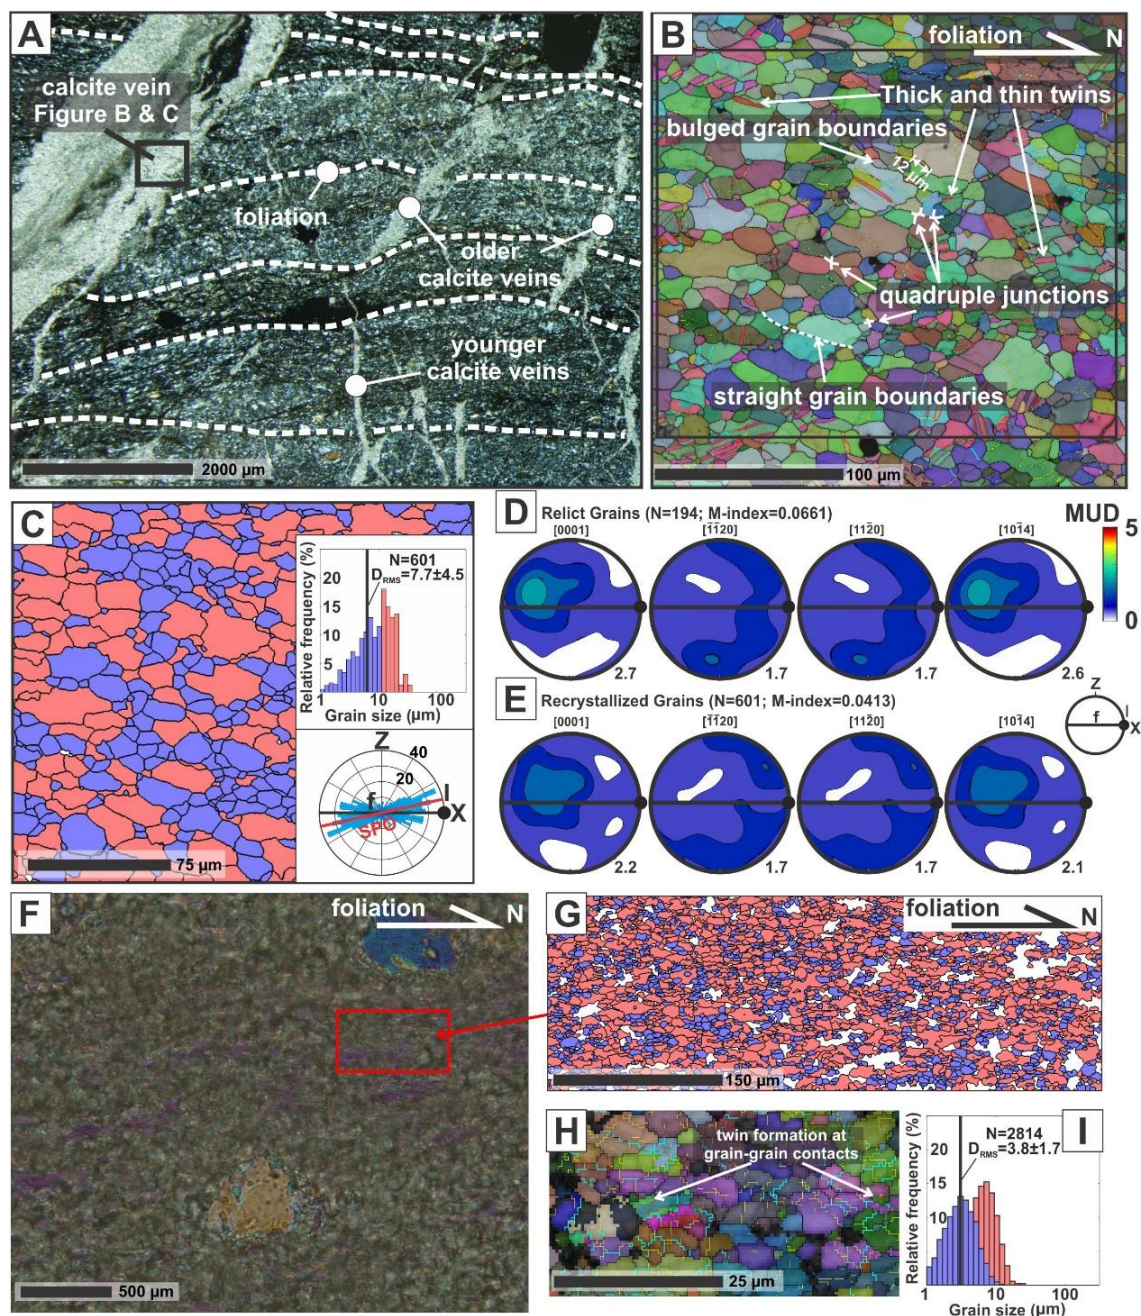 A
calcite vein
Figure B & C
foliation
older
calcite veins
younger
calcite veins
2000 µm
B
foliation
N
Thick and thin twins
bulged grain boundaries
12 µm
quadruple junctions
straight grain boundaries
100 µm
C
N=601
D_RMS=7.7±4.5
Relative frequency (%)
20
15
10
5
1
10
100
Grain size (µm)
Z
40
20
f
I
X
SPO
75 µm
D
Relict Grains (N=194; M-index=0.0661)
[0001]
[1̄1̄20]
[112̄0]
[101̄4]
2.7
1.7
1.7
2.6
MUD
5
0
E
Recrystallized Grains (N=601; M-index=0.0413)
[0001]
[1̄1̄20]
[112̄0]
[101̄4]
2.2
1.7
1.7
2.1
Z
f
I
X
F
foliation
N
500 µm
G
foliation
N
150 µm
H
twin formation at
grain-grain contacts
25 µm
I
N=2814
D_RMS=3.8±1.7
Relative frequency (%)
20
15
10
1
10
100
Grain size (µm)